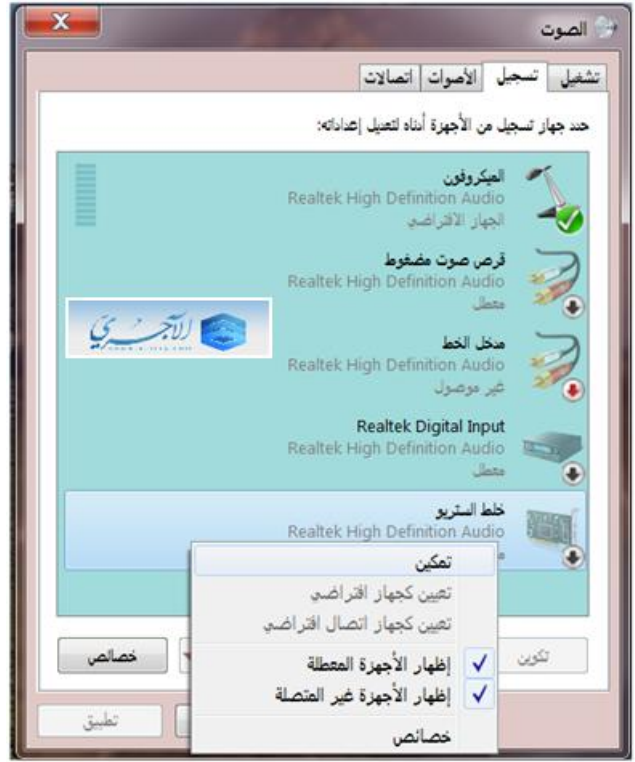 الصوت
تشغيل تسجيل الأصوات اتصالات
حدد جهاز تسجيل من الأجهزة أدناه لتعديل إعداداته:
الميكروفون
Realtek High Definition Audio
الجهاز الافتراضي
قرص صوت مضغوط
Realtek High Definition Audio
معطل
الآجري
مدخل الخط
Realtek High Definition Audio
غير موصول
Realtek Digital Input
Realtek High Definition Audio
معطل
خلط الستريو
Realtek High Definition Audio
تمكين
تعيين كجهاز افتراضي
تعيين كجهاز اتصال افتراضي
إظهار الأجهزة المعطلة
إظهار الأجهزة غير المتصلة
خصائص
تكوين
خصائص
تطبيق